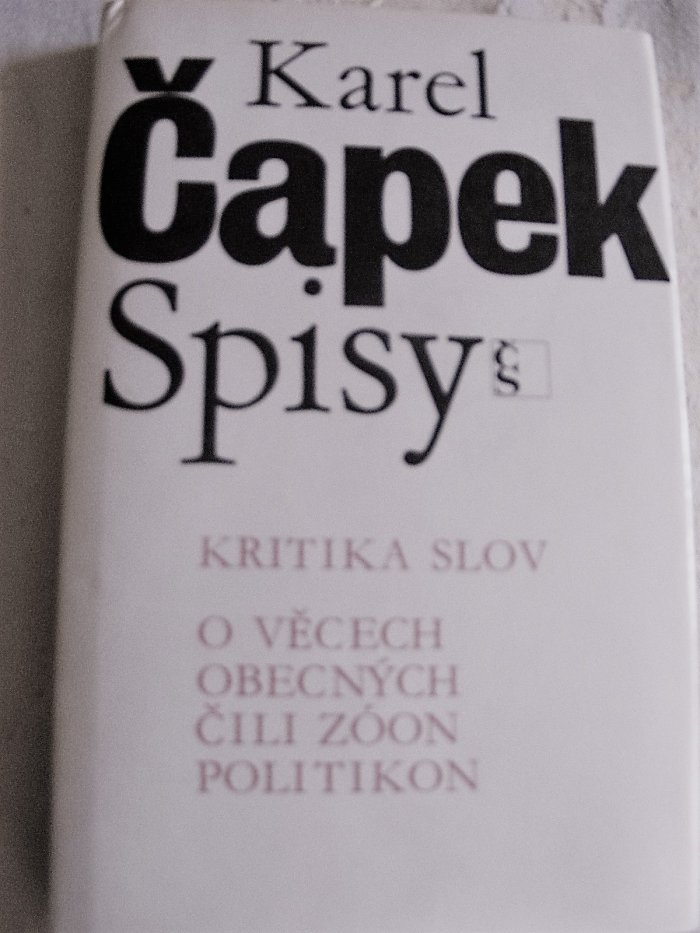 Karel
Čapek
Spisy
čs
KRITIKA SLOV
O VĚCECH
OBECNÝCH
ČILI ZÓON
POLITIKON